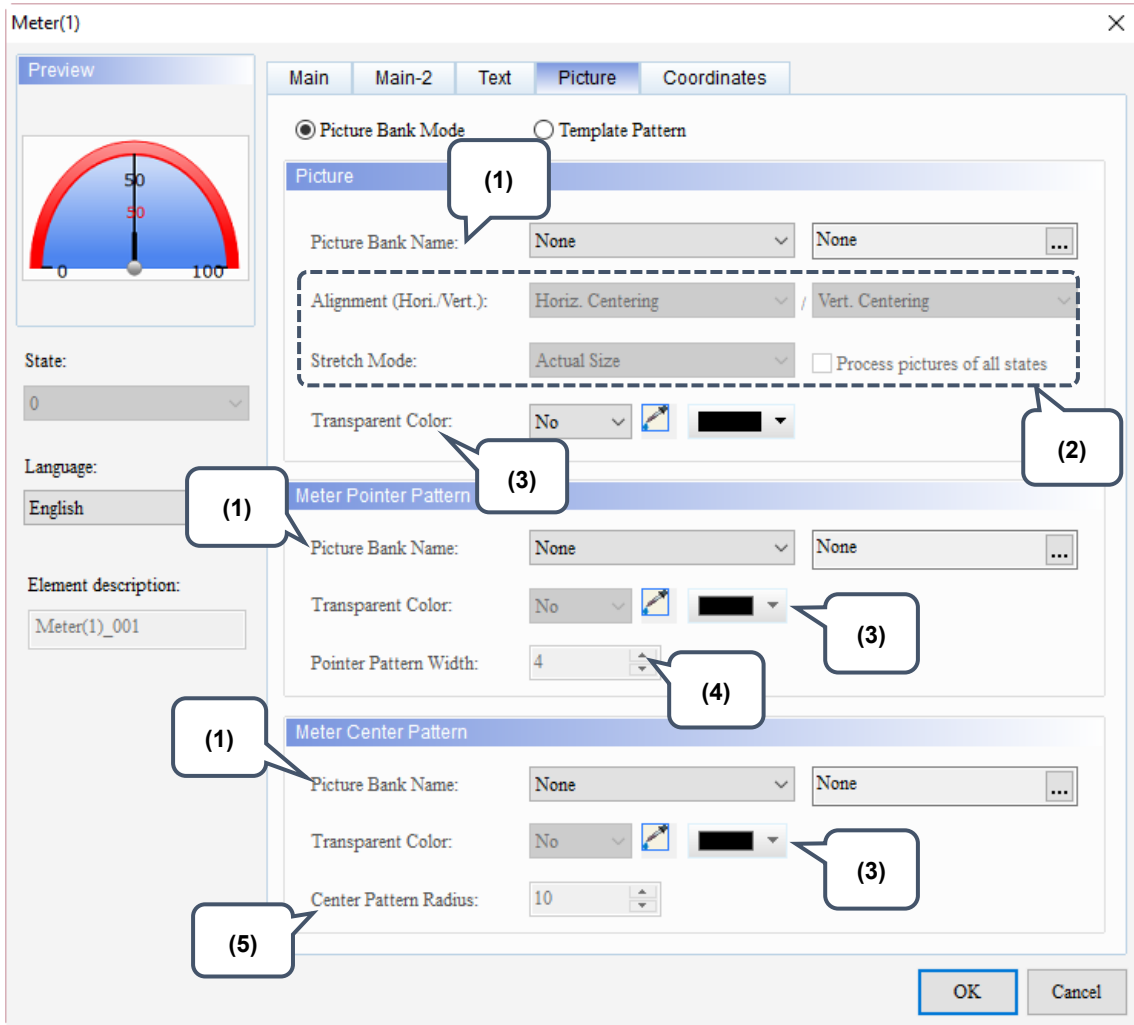 Meter(1)
Preview
50
50
0
100
State:
0
Language:
English
Element description:
Meter(1)_001
Main Main-2 Text Picture Coordinates
Picture Bank Mode Template Pattern
Picture
(1)
Picture Bank Name: None None ...
Alignment (Hori./Vert.): Horiz. Centering / Vert. Centering
Stretch Mode: Actual Size Process pictures of all states
Transparent Color: No
(2)
(3)
Meter Pointer Pattern
(1)
Picture Bank Name: None None ...
Transparent Color: No
(3)
Pointer Pattern Width: 4
(4)
Meter Center Pattern
(1)
Picture Bank Name: None None ...
Transparent Color: No
(3)
Center Pattern Radius: 10
(5)
OK Cancel